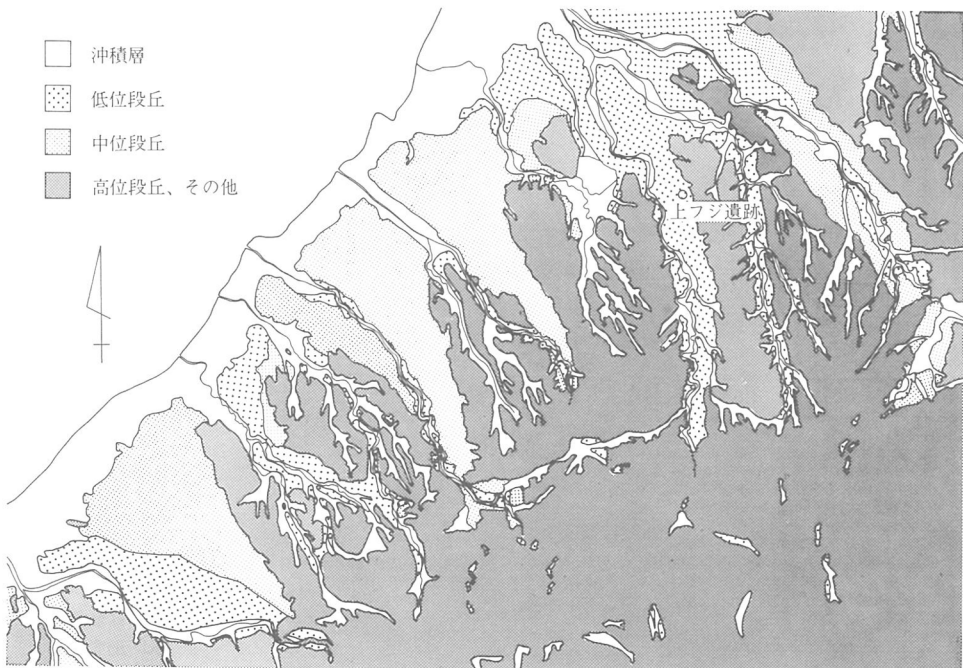 沖積層
低位段丘
中位段丘
高位段丘、その他
上フジ遺跡